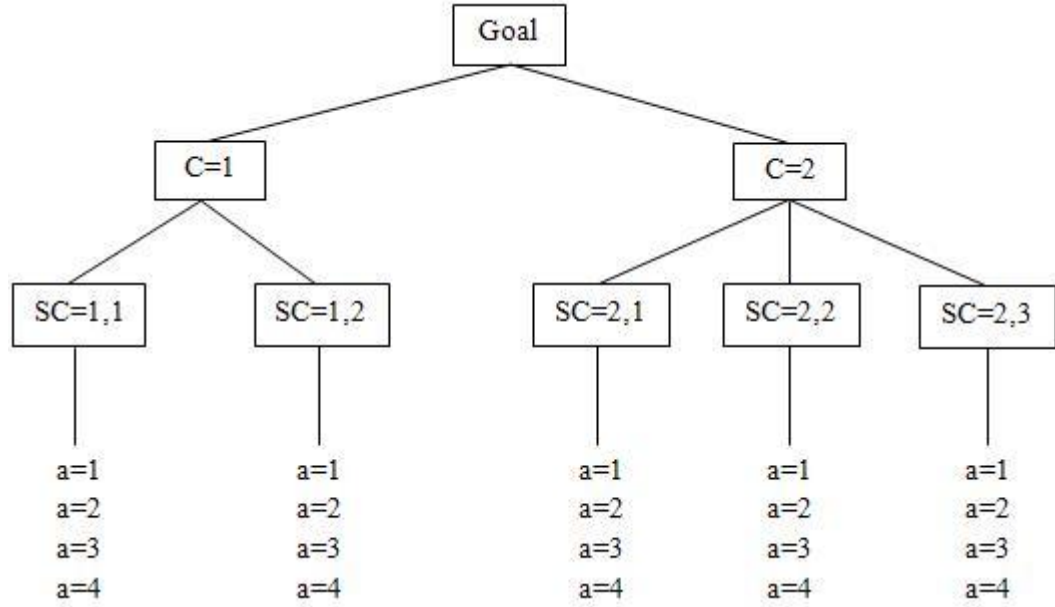 Goal
C=1
C=2
SC=1,1
SC=1,2
SC=2,1
SC=2,2
SC=2,3
a=1
a=2
a=3
a=4
a=1
a=2
a=3
a=4
a=1
a=2
a=3
a=4
a=1
a=2
a=3
a=4
a=1
a=2
a=3
a=4